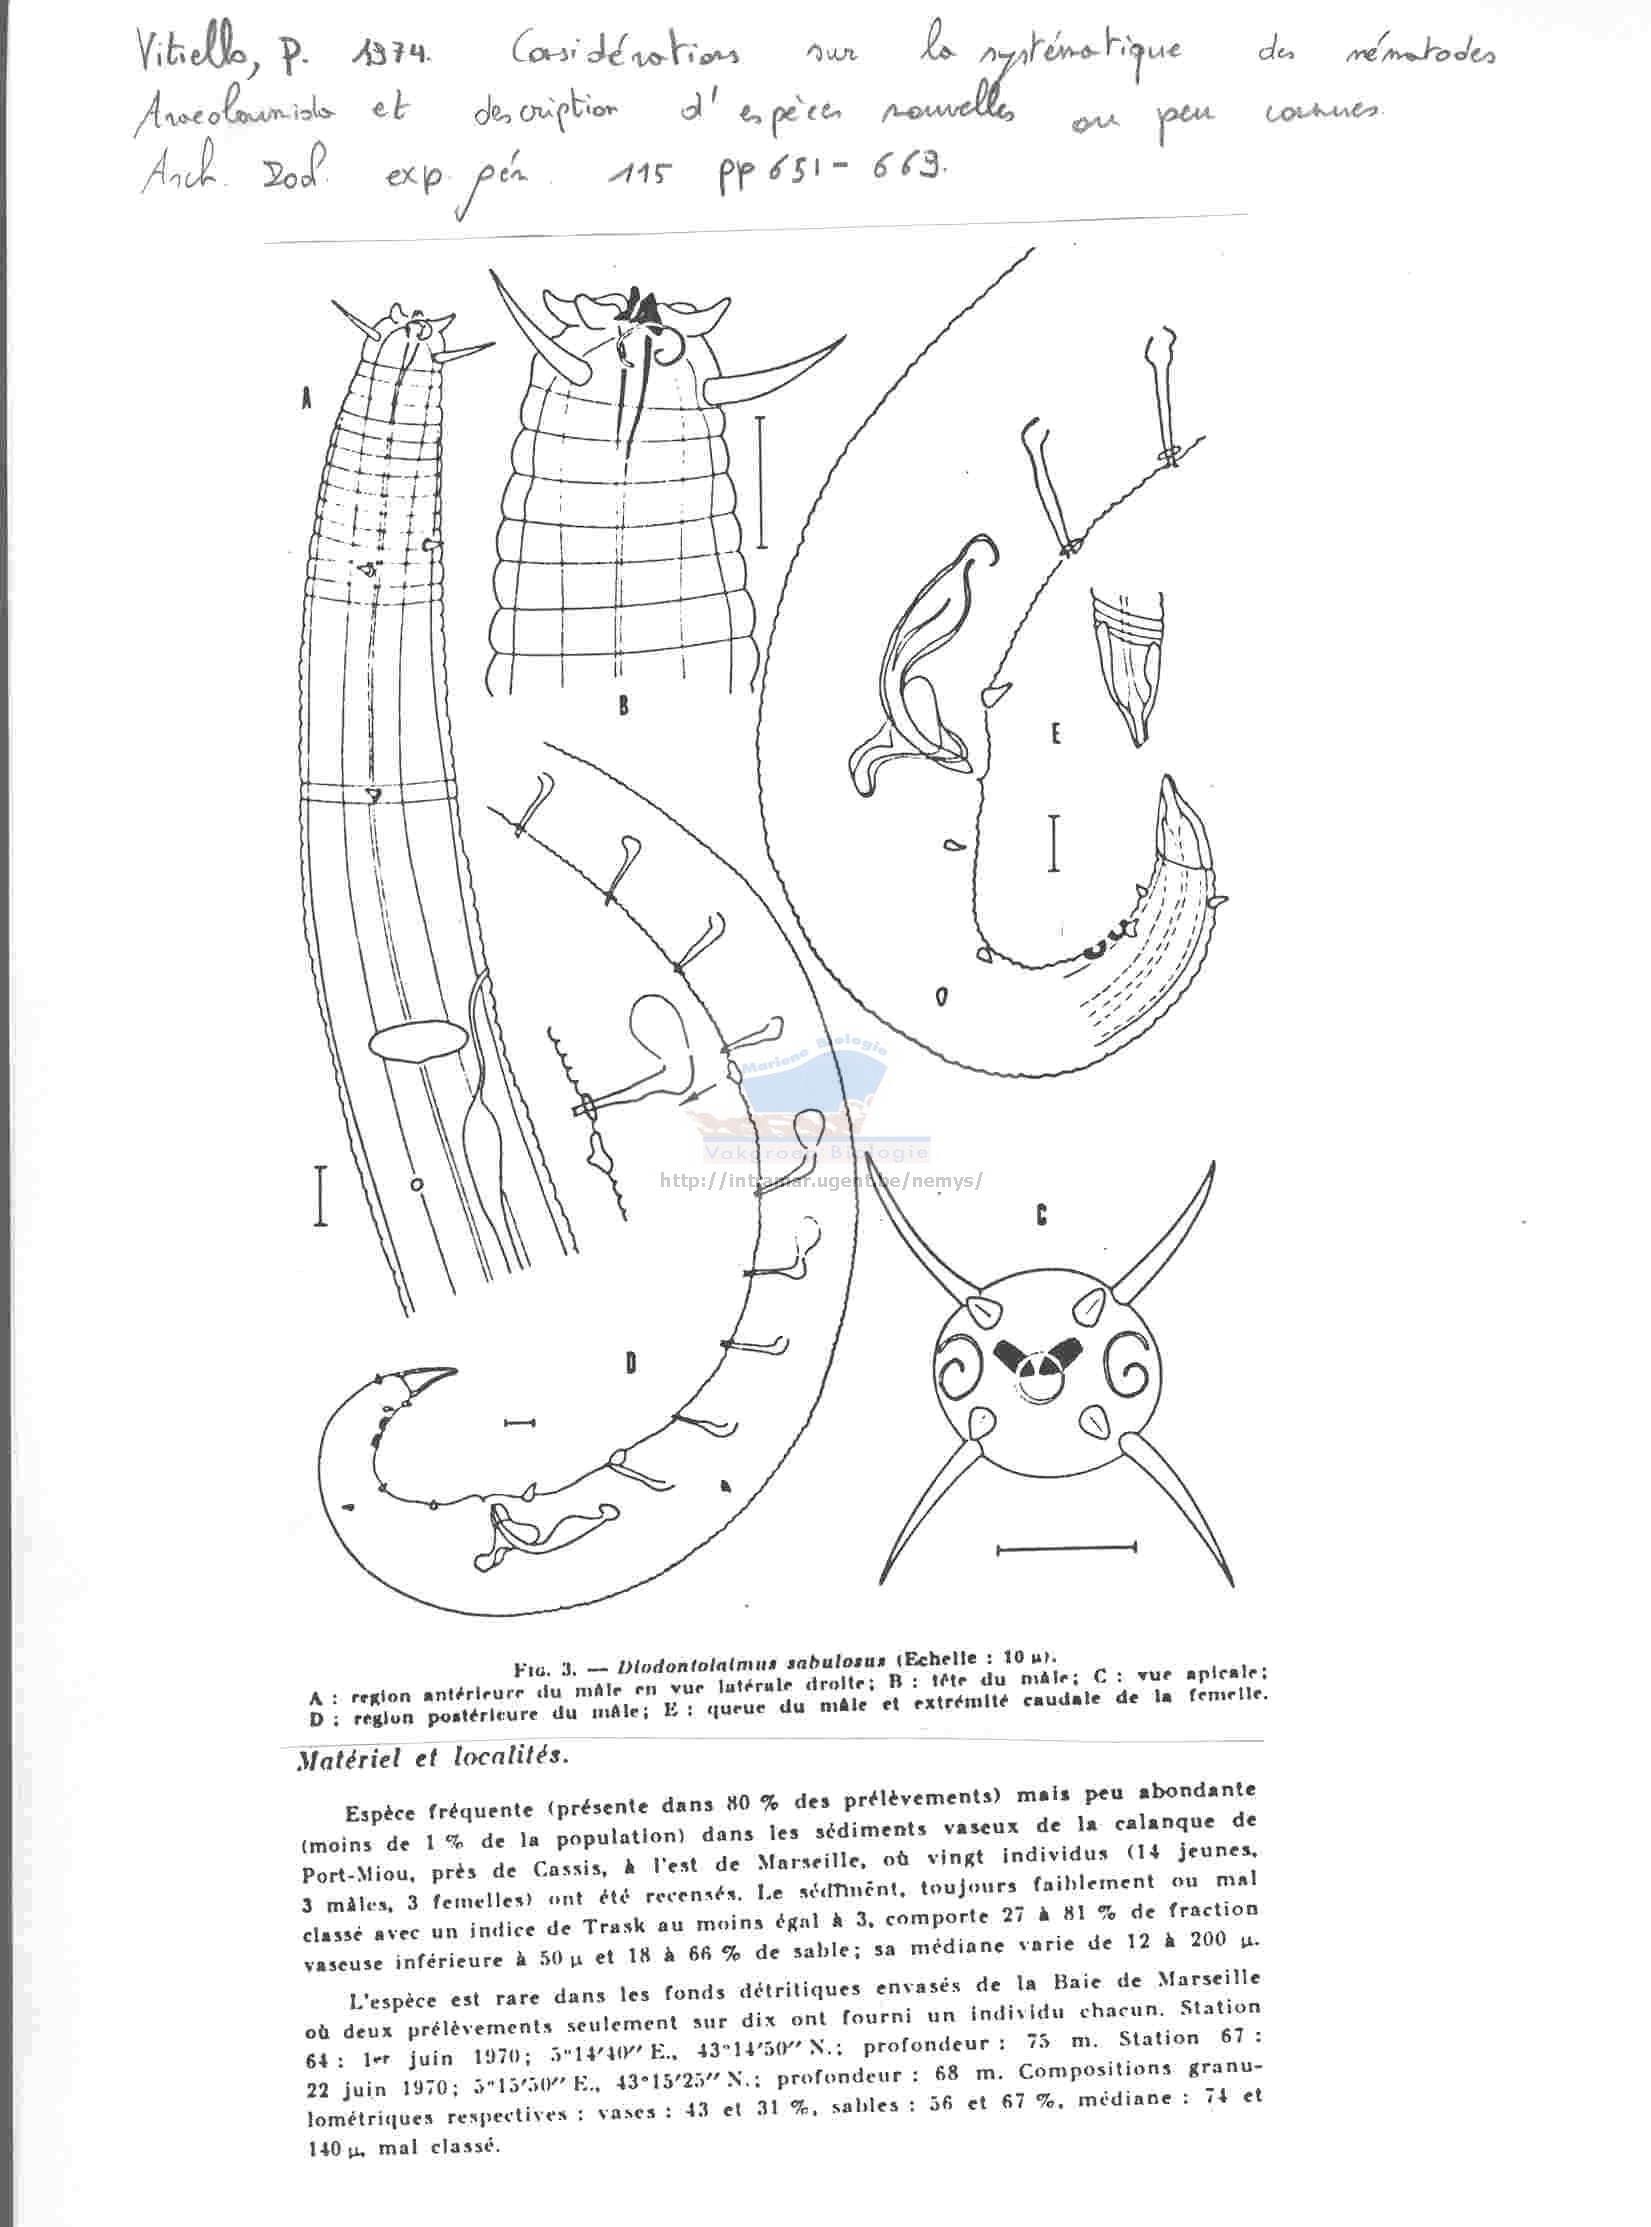 Vitiello, P. 1974. Considérations sur la systématique des nématodes
Araeolaimida et description d'espèces nouvelles ou peu connues.
Arch. Zool. exp. gén. 115 pp 651-669.
A
B
E
Marine Biologie
Vakgroep Biologie
http://intramar.ugent.be/nemys/
C
D
FIG. 3. — Diodontolaimus sabulosus (Echelle : 10 µ).
A : region antérieure du mâle en vue latérale droite; B : tête du mâle; C : vue apicale;
D : region postérieure du mâle; E : queue du mâle et extrémité caudale de la femelle.
Matériel et localités.
Espèce fréquente (présente dans 80 % des prélèvements) mais peu abondante
(moins de 1 % de la population) dans les sédiments vaseux de la calanque de
Port-Miou, près de Cassis, à l'est de Marseille, où vingt individus (14 jeunes,
3 mâles, 3 femelles) ont été recensés. Le sédiment, toujours faiblement ou mal
classé avec un indice de Trask au moins égal à 3, comporte 27 à 81 % de fraction
vaseuse inférieure à 50 µ et 18 à 66 % de sable; sa médiane varie de 12 à 200 µ.
L'espèce est rare dans les fonds détritiques envasés de la Baie de Marseille
où deux prélèvements seulement sur dix ont fourni un individu chacun. Station
64 : 1er juin 1970; 5°14′40″ E., 43°14′50″ N.; profondeur : 75 m. Station 67 :
22 juin 1970; 5°15′50″ E., 43°15′25″ N.; profondeur : 68 m. Compositions granu-
lométriques respectives : vases : 43 et 31 %, sables : 56 et 67 %, médiane : 74 et
140 µ, mal classé.